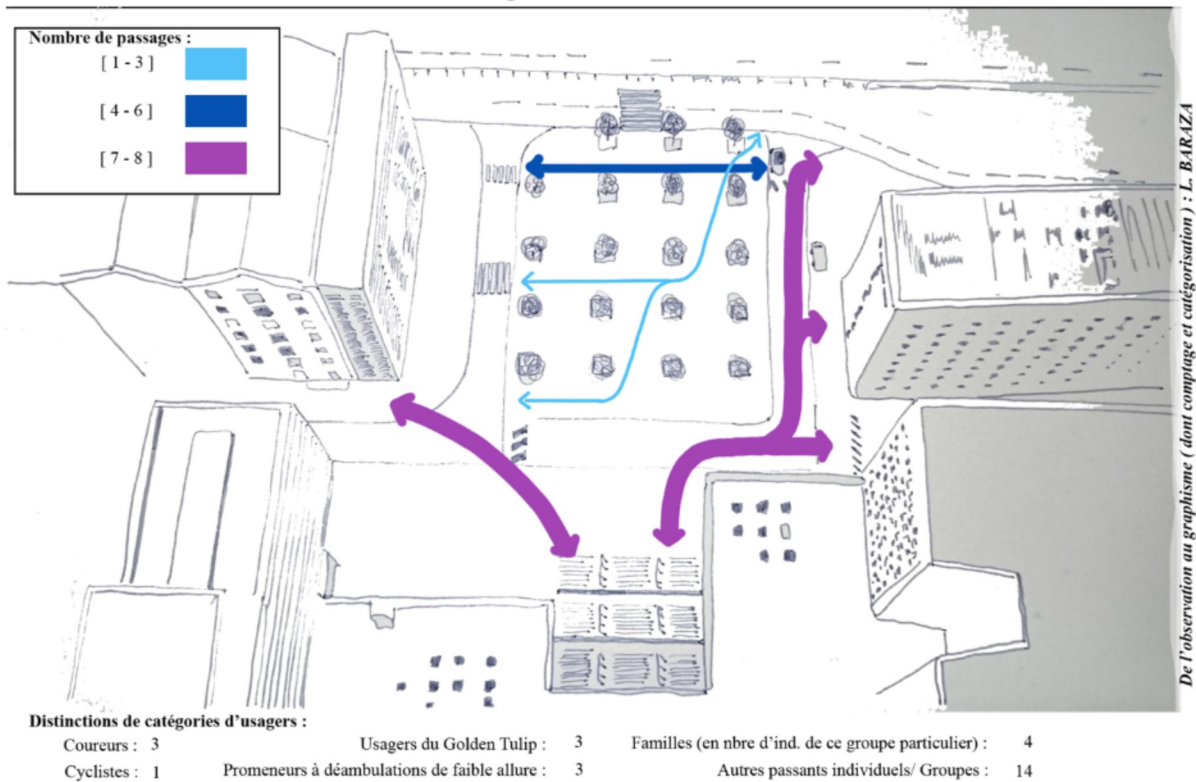 Nombre de passages :
[ 1 - 3 ]
[ 4 - 6 ]
[ 7 - 8 ]
De l'observation au graphisme ( dont comptage et catégorisation ) : L. BARAZA
Distinctions de catégories d'usagers :
Coureurs : 3 Usagers du Golden Tulip : 3 Familles (en nbre d'ind. de ce groupe particulier) : 4
Cyclistes : 1 Promeneurs à déambulations de faible allure : 3 Autres passants individuels/ Groupes : 14